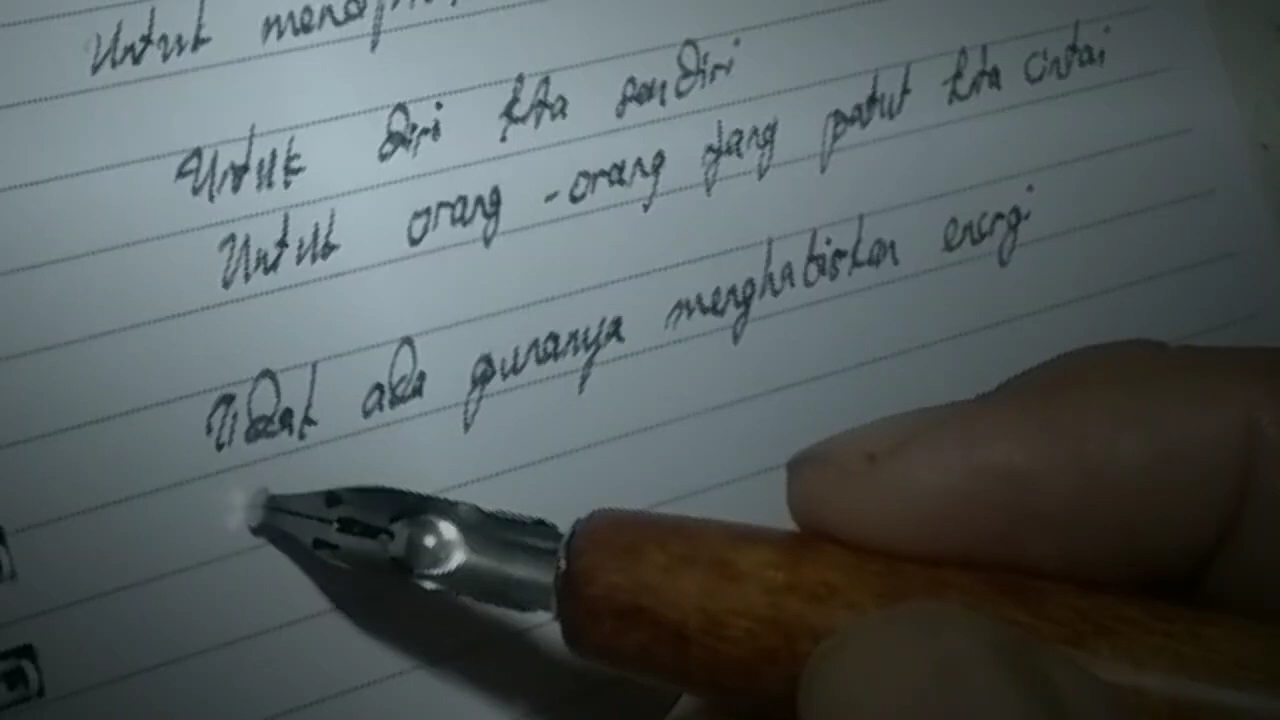 Untuk
Untuk diri kita sendiri
Untuk orang-orang yang patut kita cintai
Tidak ada gunanya menghabiskan energi